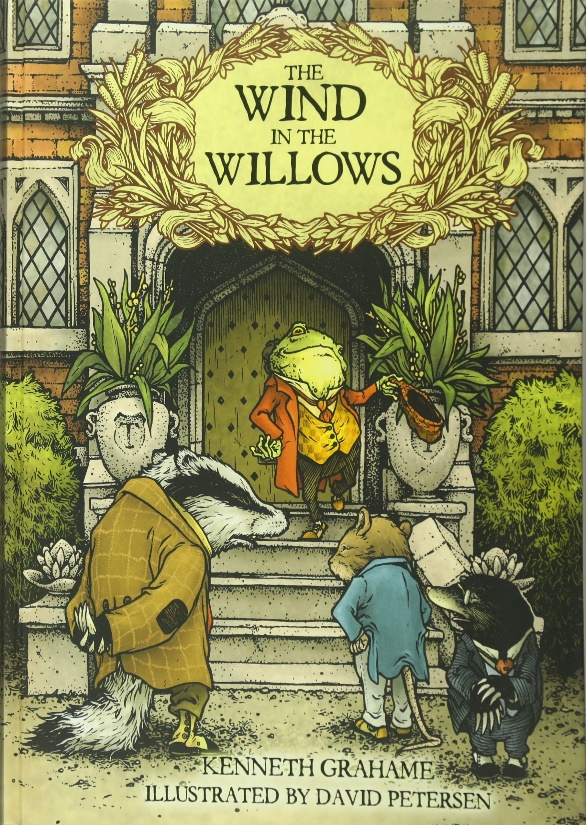 THE
WIND
IN THE
WILLOWS
KENNETH GRAHAME
ILLUSTRATED BY DAVID PETERSEN